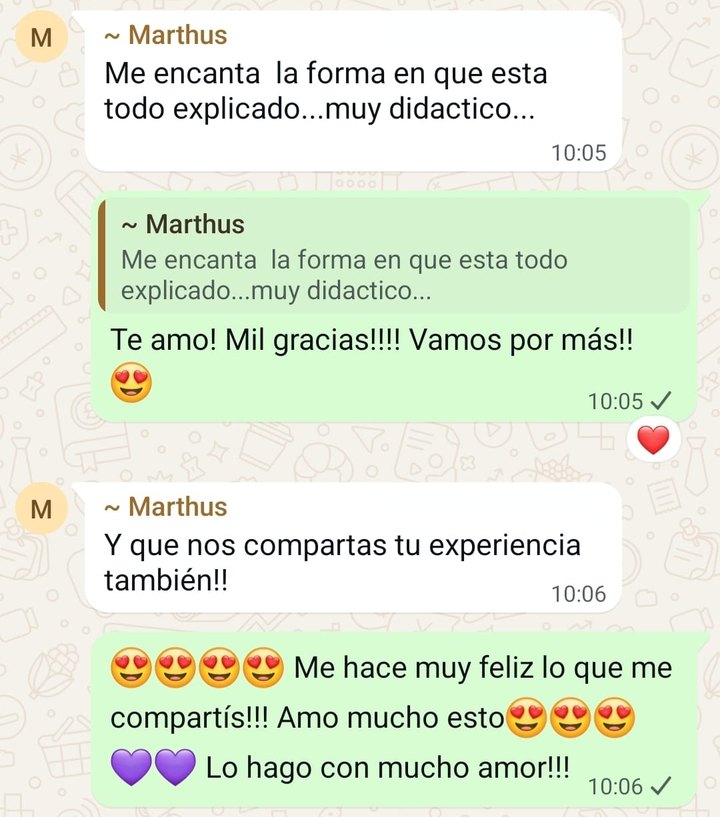 M
~ Marthus
Me encanta  la forma en que esta
todo explicado...muy didactico...
10:05
~ Marthus
Me encanta  la forma en que esta todo
explicado...muy didactico...
Te amo! Mil gracias!!!! Vamos por más!!
😍
10:05 ✓
❤️
M
~ Marthus
Y que nos compartas tu experiencia
también!!
10:06
😍😍😍😍 Me hace muy feliz lo que me
compartís!!! Amo mucho esto😍😍😍
💜💜 Lo hago con mucho amor!!!
10:06 ✓